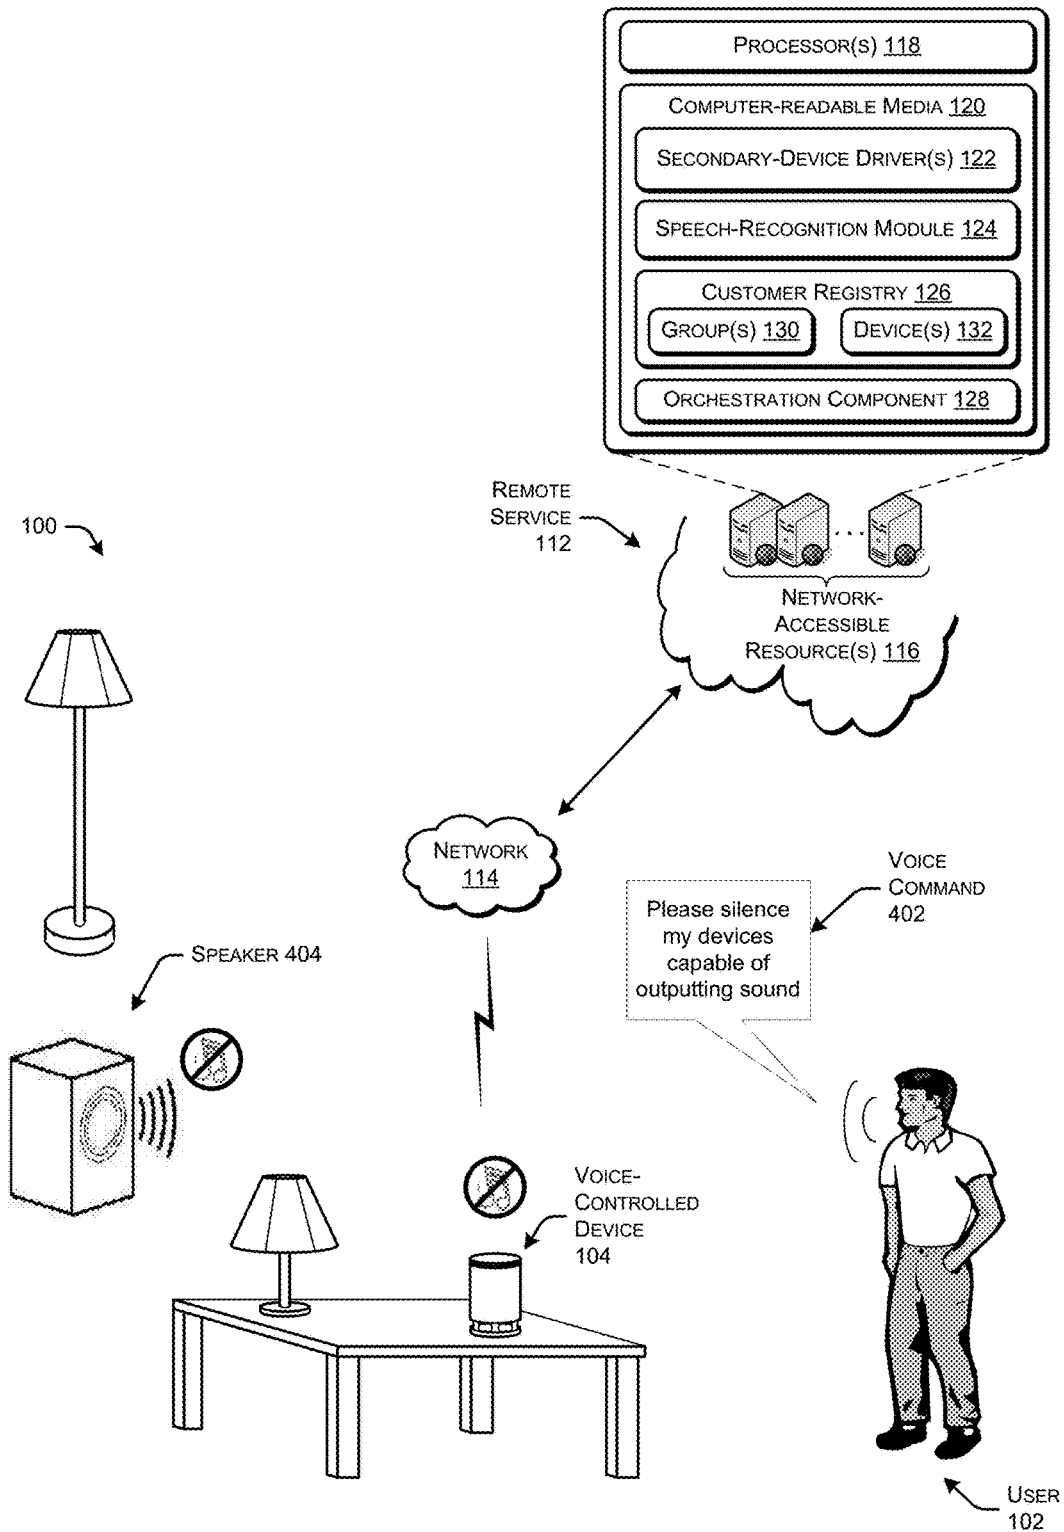 PROCESSOR(S) 118
COMPUTER-READABLE MEDIA 120
SECONDARY-DEVICE DRIVER(S) 122
SPEECH-RECOGNITION MODULE 124
CUSTOMER REGISTRY 126
GROUP(S) 130
DEVICE(S) 132
ORCHESTRATION COMPONENT 128
REMOTE
SERVICE
112
100
NETWORK-
ACCESSIBLE
RESOURCE(S) 116
NETWORK
114
VOICE
COMMAND
402
Please silence
my devices
capable of
outputting sound
SPEAKER 404
VOICE-
CONTROLLED
DEVICE
104
USER
102